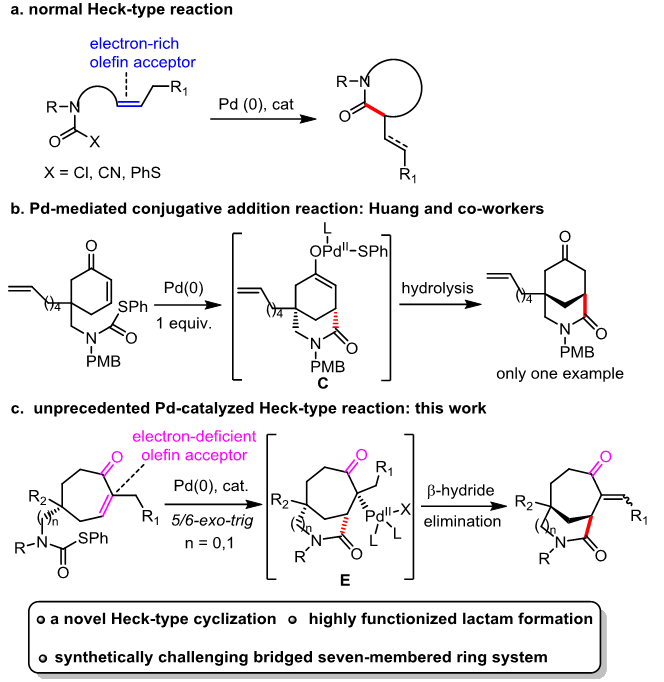 a. normal Heck-type reaction
electron-rich
olefin acceptor
R1
R–N
O
X
Pd (0), cat
R–N
O
R1
X = Cl, CN, PhS
b. Pd-mediated conjugative addition reaction: Huang and co-workers
O
()4
SPh
N
O
PMB
Pd(0)
1 equiv.
L
OPdII–SPh
()4
N
O
PMB
C
hydrolysis
O
()4
N
O
PMB
only one example
c. unprecedented Pd-catalyzed Heck-type reaction: this work
electron-deficient
olefin acceptor
O
R2
()n
R1
R–N
SPh
O
Pd(0), cat.
5/6-exo-trig
n = 0,1
O
R1
R2
()n
PdII–X
L
L
N
R
O
E
β-hydride
elimination
O
R2
()n
R1
N
R
O
a novel Heck-type cyclization
highly functionized lactam formation
synthetically challenging bridged seven-membered ring system